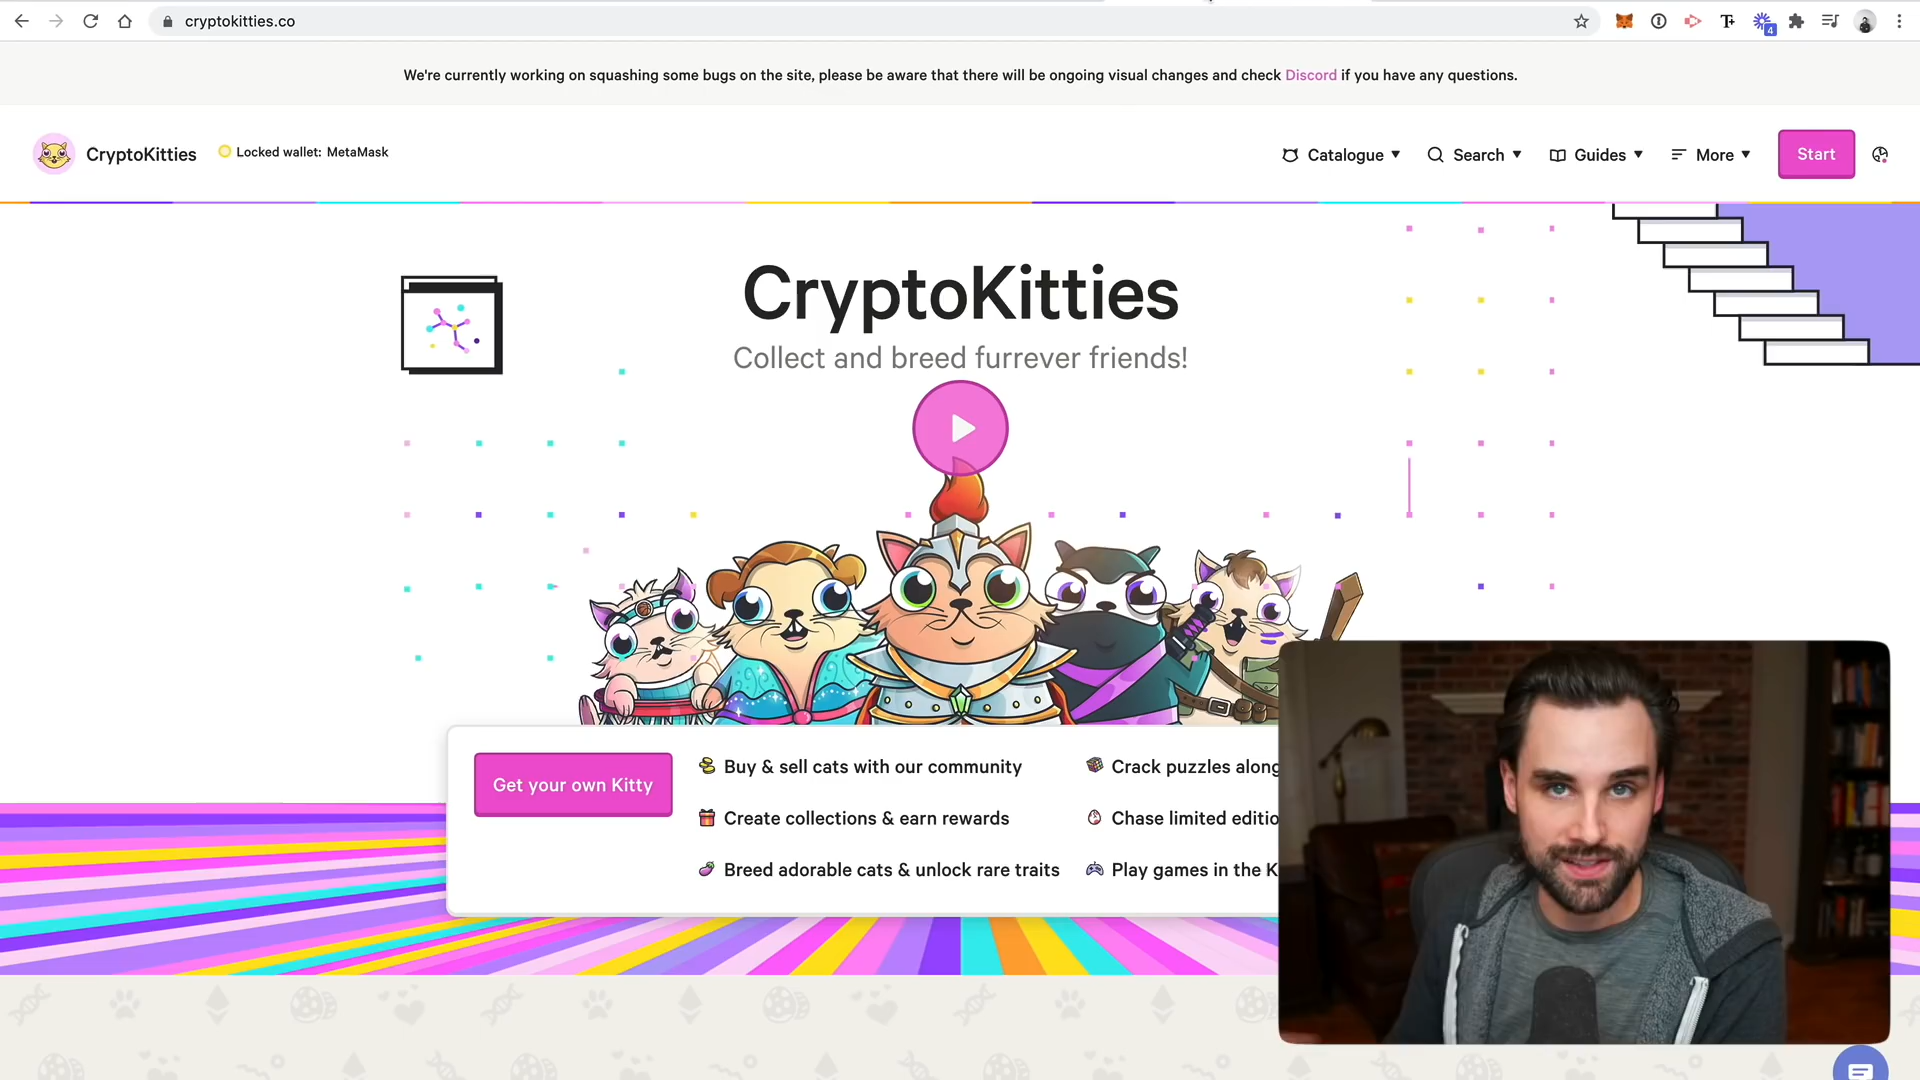 cryptokitties.co
4
We're currently working on squashing some bugs on the site, please be aware that there will be ongoing visual changes and check Discord if you have any questions.
CryptoKitties
Locked wallet: MetaMask
Catalogue
Search
Guides
More
Start
CryptoKitties
Collect and breed furrever friends!
Get your own Kitty
Buy & sell cats with our community
Crack puzzles along
Create collections & earn rewards
Chase limited editio
Breed adorable cats & unlock rare traits
Play games in the K